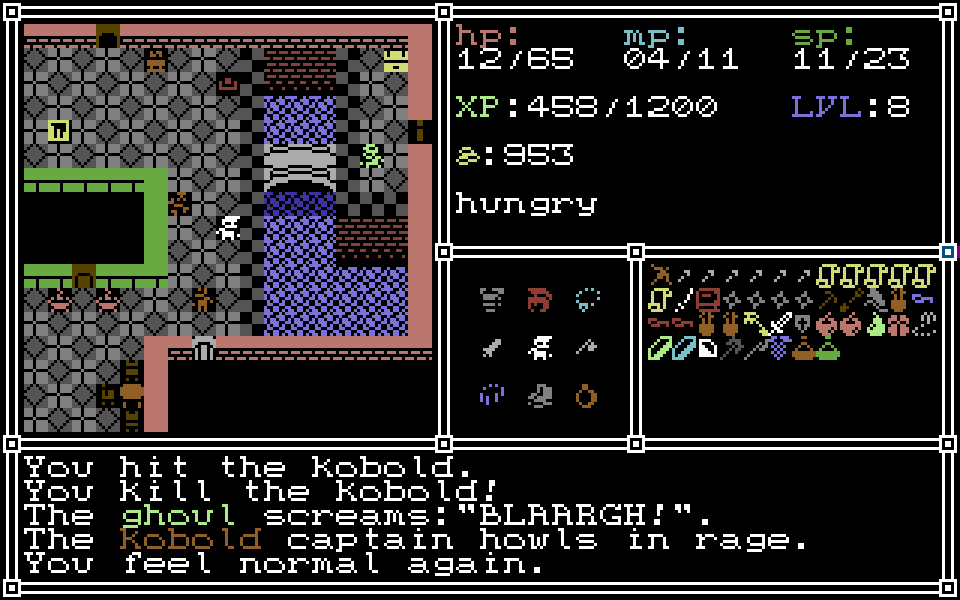 hp: mp: sp:
12/65 04/11 11/23
XP:458/1200 LVL:8
:953
hungry
You hit the kobold.
You kill the kobold!
The ghoul screams:"BLAARGH!".
The kobold captain howls in rage.
You feel normal again.